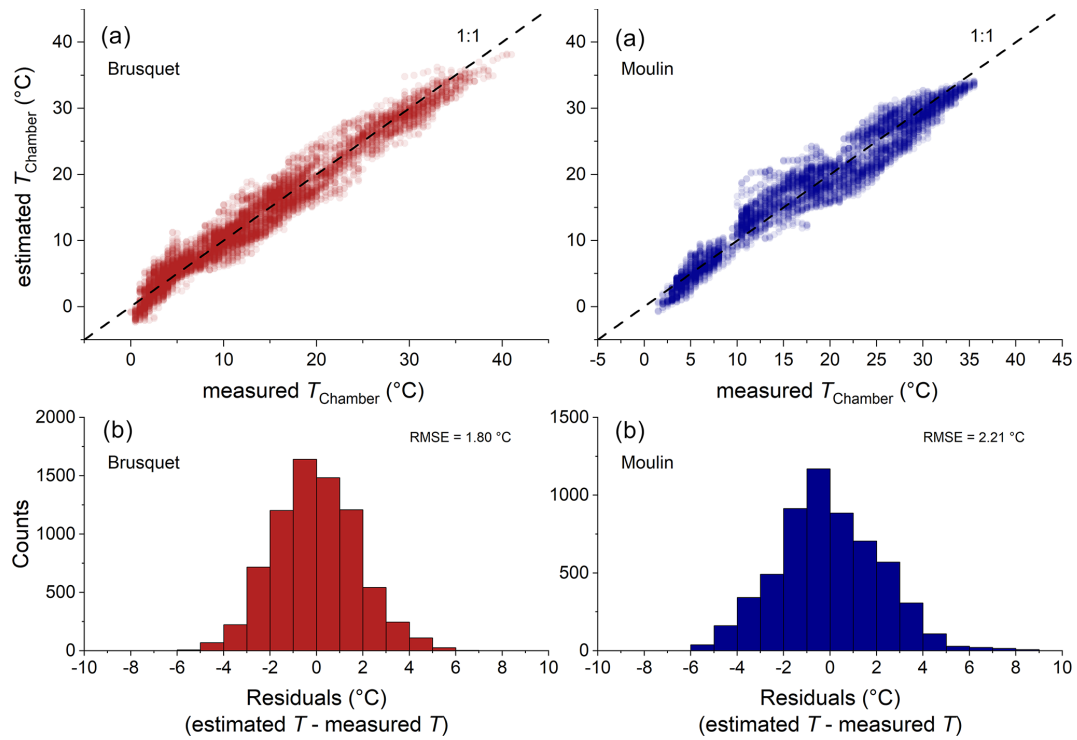 (a)
Brusquet
1:1
estimated T_Chamber (°C)
40
30
20
10
0
0 10 20 30 40
measured T_Chamber (°C)
(a)
Moulin
1:1
40
30
20
10
0
-5 0 5 10 15 20 25 30 35 40 45
measured T_Chamber (°C)
(b)
Brusquet
RMSE = 1.80 °C
Counts
2000
1500
1000
500
0
-10 -8 -6 -4 -2 0 2 4 6 8 10
Residuals (°C)
(estimated T - measured T)
(b)
Moulin
RMSE = 2.21 °C
1500
1000
500
0
-10 -8 -6 -4 -2 0 2 4 6 8 10
Residuals (°C)
(estimated T - measured T)